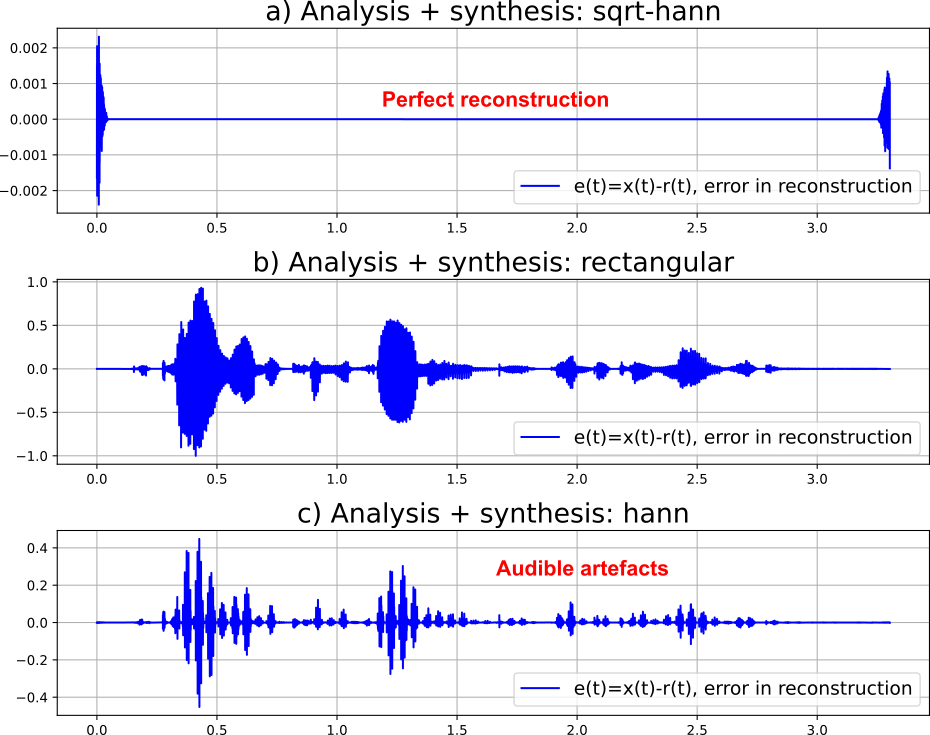 a) Analysis + synthesis: sqrt-hann
0.002
0.001
0.000
−0.001
−0.002
Perfect reconstruction
e(t)=x(t)-r(t), error in reconstruction
0.0 0.5 1.0 1.5 2.0 2.5 3.0
b) Analysis + synthesis: rectangular
1.0
0.5
0.0
−0.5
−1.0
e(t)=x(t)-r(t), error in reconstruction
0.0 0.5 1.0 1.5 2.0 2.5 3.0
c) Analysis + synthesis: hann
0.4
0.2
0.0
−0.2
−0.4
Audible artefacts
e(t)=x(t)-r(t), error in reconstruction
0.0 0.5 1.0 1.5 2.0 2.5 3.0